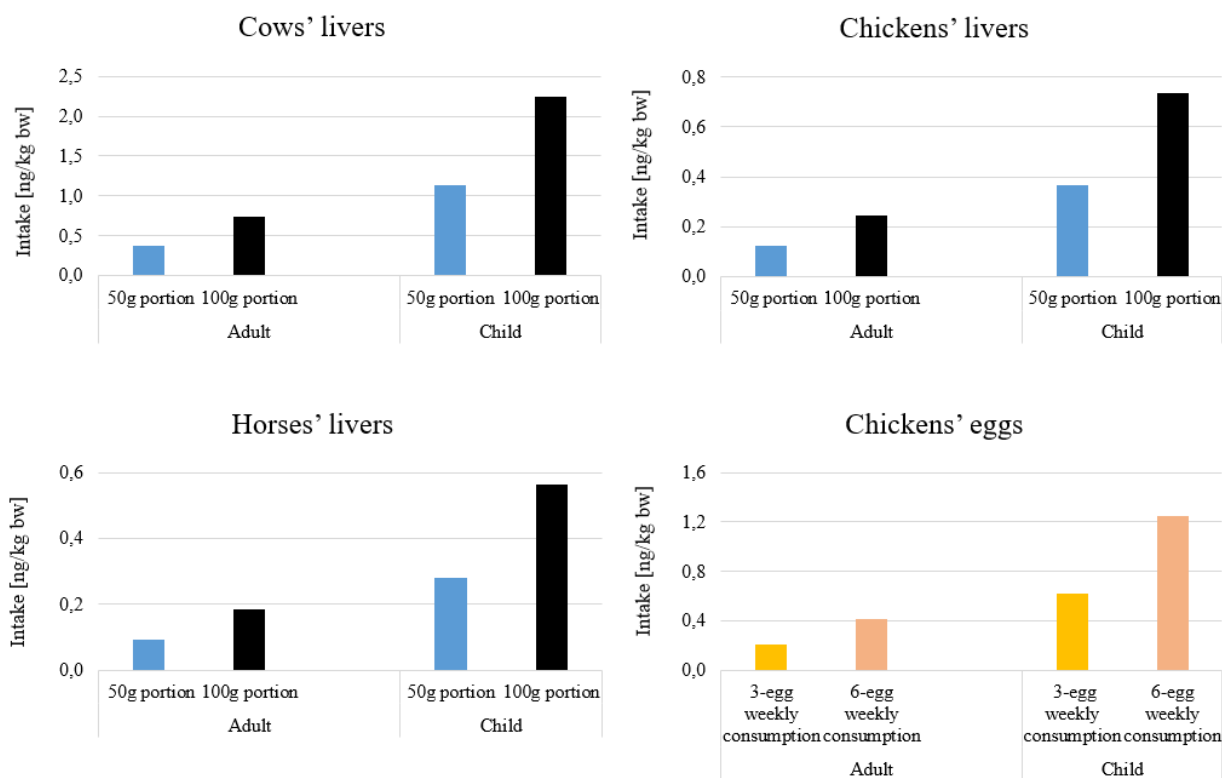 Cows’ livers
Intake [ng/kg bw]
2,5
2,0
1,5
1,0
0,5
0,0
50g portion 100g portion 50g portion 100g portion
Adult Child
Chickens’ livers
Intake [ng/kg bw]
0,8
0,6
0,4
0,2
0,0
50g portion 100g portion 50g portion 100g portion
Adult Child
Horses’ livers
Intake [ng/kg bw]
0,6
0,4
0,2
0,0
50g portion 100g portion 50g portion 100g portion
Adult Child
Chickens’ eggs
Intake [ng/kg bw]
1,6
1,2
0,8
0,4
0,0
3-egg 6-egg 3-egg 6-egg
weekly weekly weekly weekly
consumption consumption consumption consumption
Adult Child